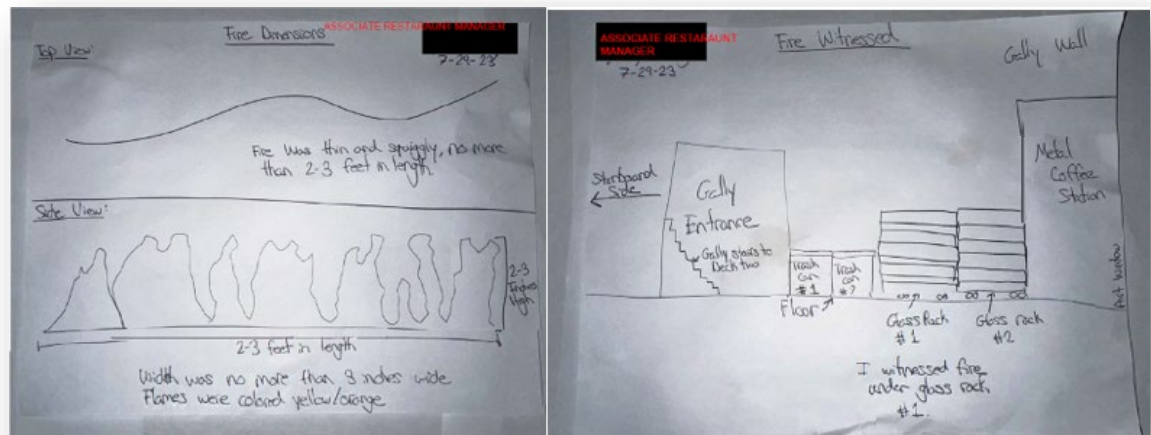 Fire Dimensions
ASSOCIATE RESTARAUNT MANAGER
7-29-23
Top View:
Fire was thin and squiggly, no more
than 2-3 feet in length
Side View:
2-3
Inches
High
2-3 feet in length
Width was no more than 3 inches wide
Flames were colored yellow/orange
ASSOCIATE RESTARAUNT
MANAGER
7-29-23
Fire Witnessed
Gally Wall
Starboard
Side
Gally
Entrance
Gally stairs to
Deck two
Metal
Coffee
Station
Trash
can
#1
Trash
can
#2
Floor
Glass Rack
#1
Glass rack
#2
Aft Window
I witnessed fire
under glass rack
#1.